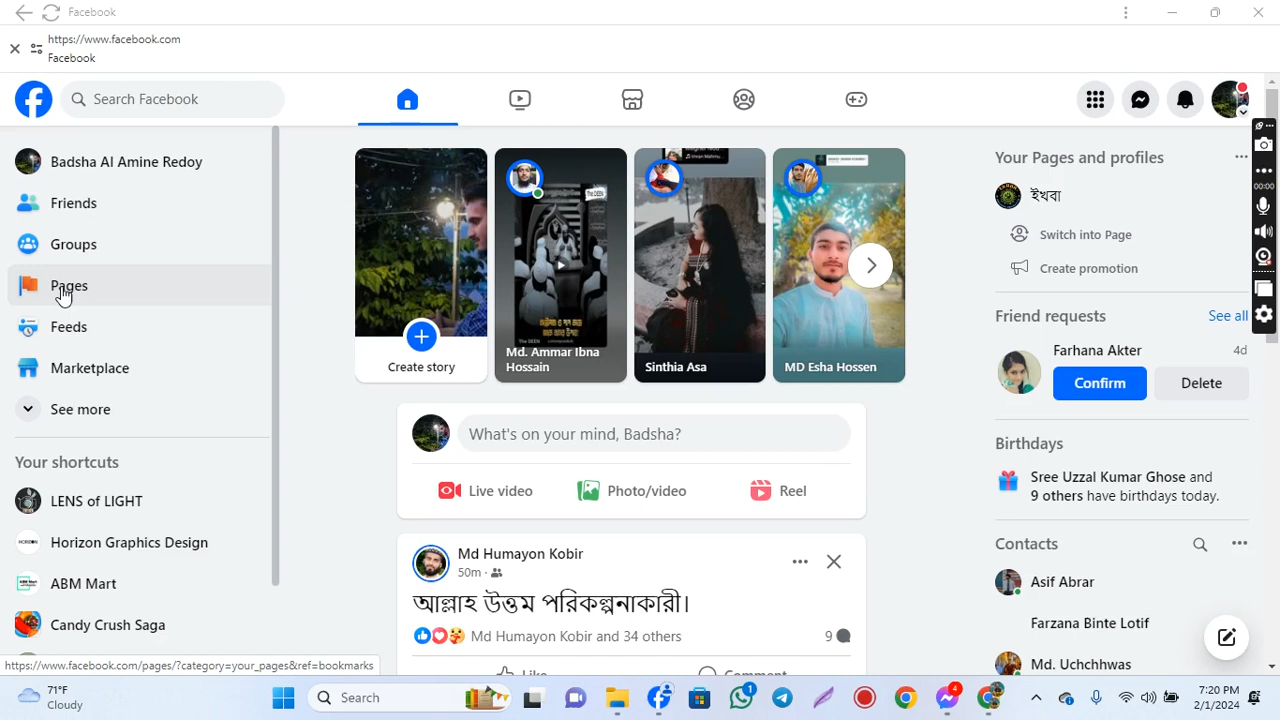 Facebook
https://www.facebook.com
Facebook
Search Facebook
Badsha Al Amine Redoy
Friends
Groups
Pages
Feeds
Marketplace
See more
Your shortcuts
LENS of LIGHT
Horizon Graphics Design
ABM Mart
Candy Crush Saga
https://www.facebook.com/pages/?category=your_pages&ref=bookmarks
Create story
The DEEN
Md. Ammar Ibna
Hossain
Sinthia Asa
MD Esha Hossen
What's on your mind, Badsha?
Live video
Photo/video
Reel
Md Humayon Kobir
50m
আল্লাহ উত্তম পরিকল্পনাকারী।
Md Humayon Kobir and 34 others
9
Like
Comment
Your Pages and profiles
ইখবা
Switch into Page
Create promotion
Friend requests
See all
Farhana Akter
4d
Confirm
Delete
Birthdays
Sree Uzzal Kumar Ghose and
9 others have birthdays today.
Contacts
Asif Abrar
Farzana Binte Lotif
Md. Uchchhwas
00:00
71°F
Cloudy
Search
1
4
7:20 PM
2/1/2024